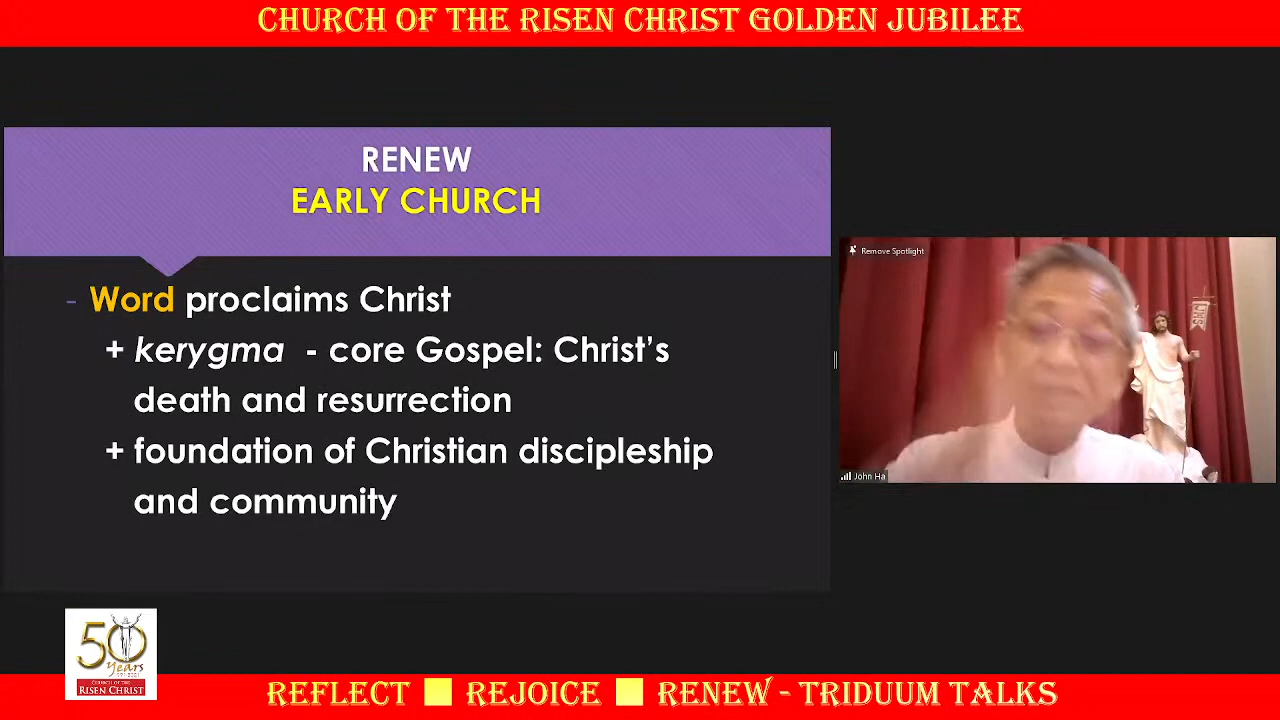 CHURCH OF THE RISEN CHRIST GOLDEN JUBILEE
RENEW
EARLY CHURCH
- Word proclaims Christ
+ kerygma - core Gospel: Christ’s
death and resurrection
+ foundation of Christian discipleship
and community
Remove Spotlight
John Ha
50
Years
CHURCH OF THE
RISEN CHRIST
REFLECT REJOICE RENEW - TRIDUUM TALKS